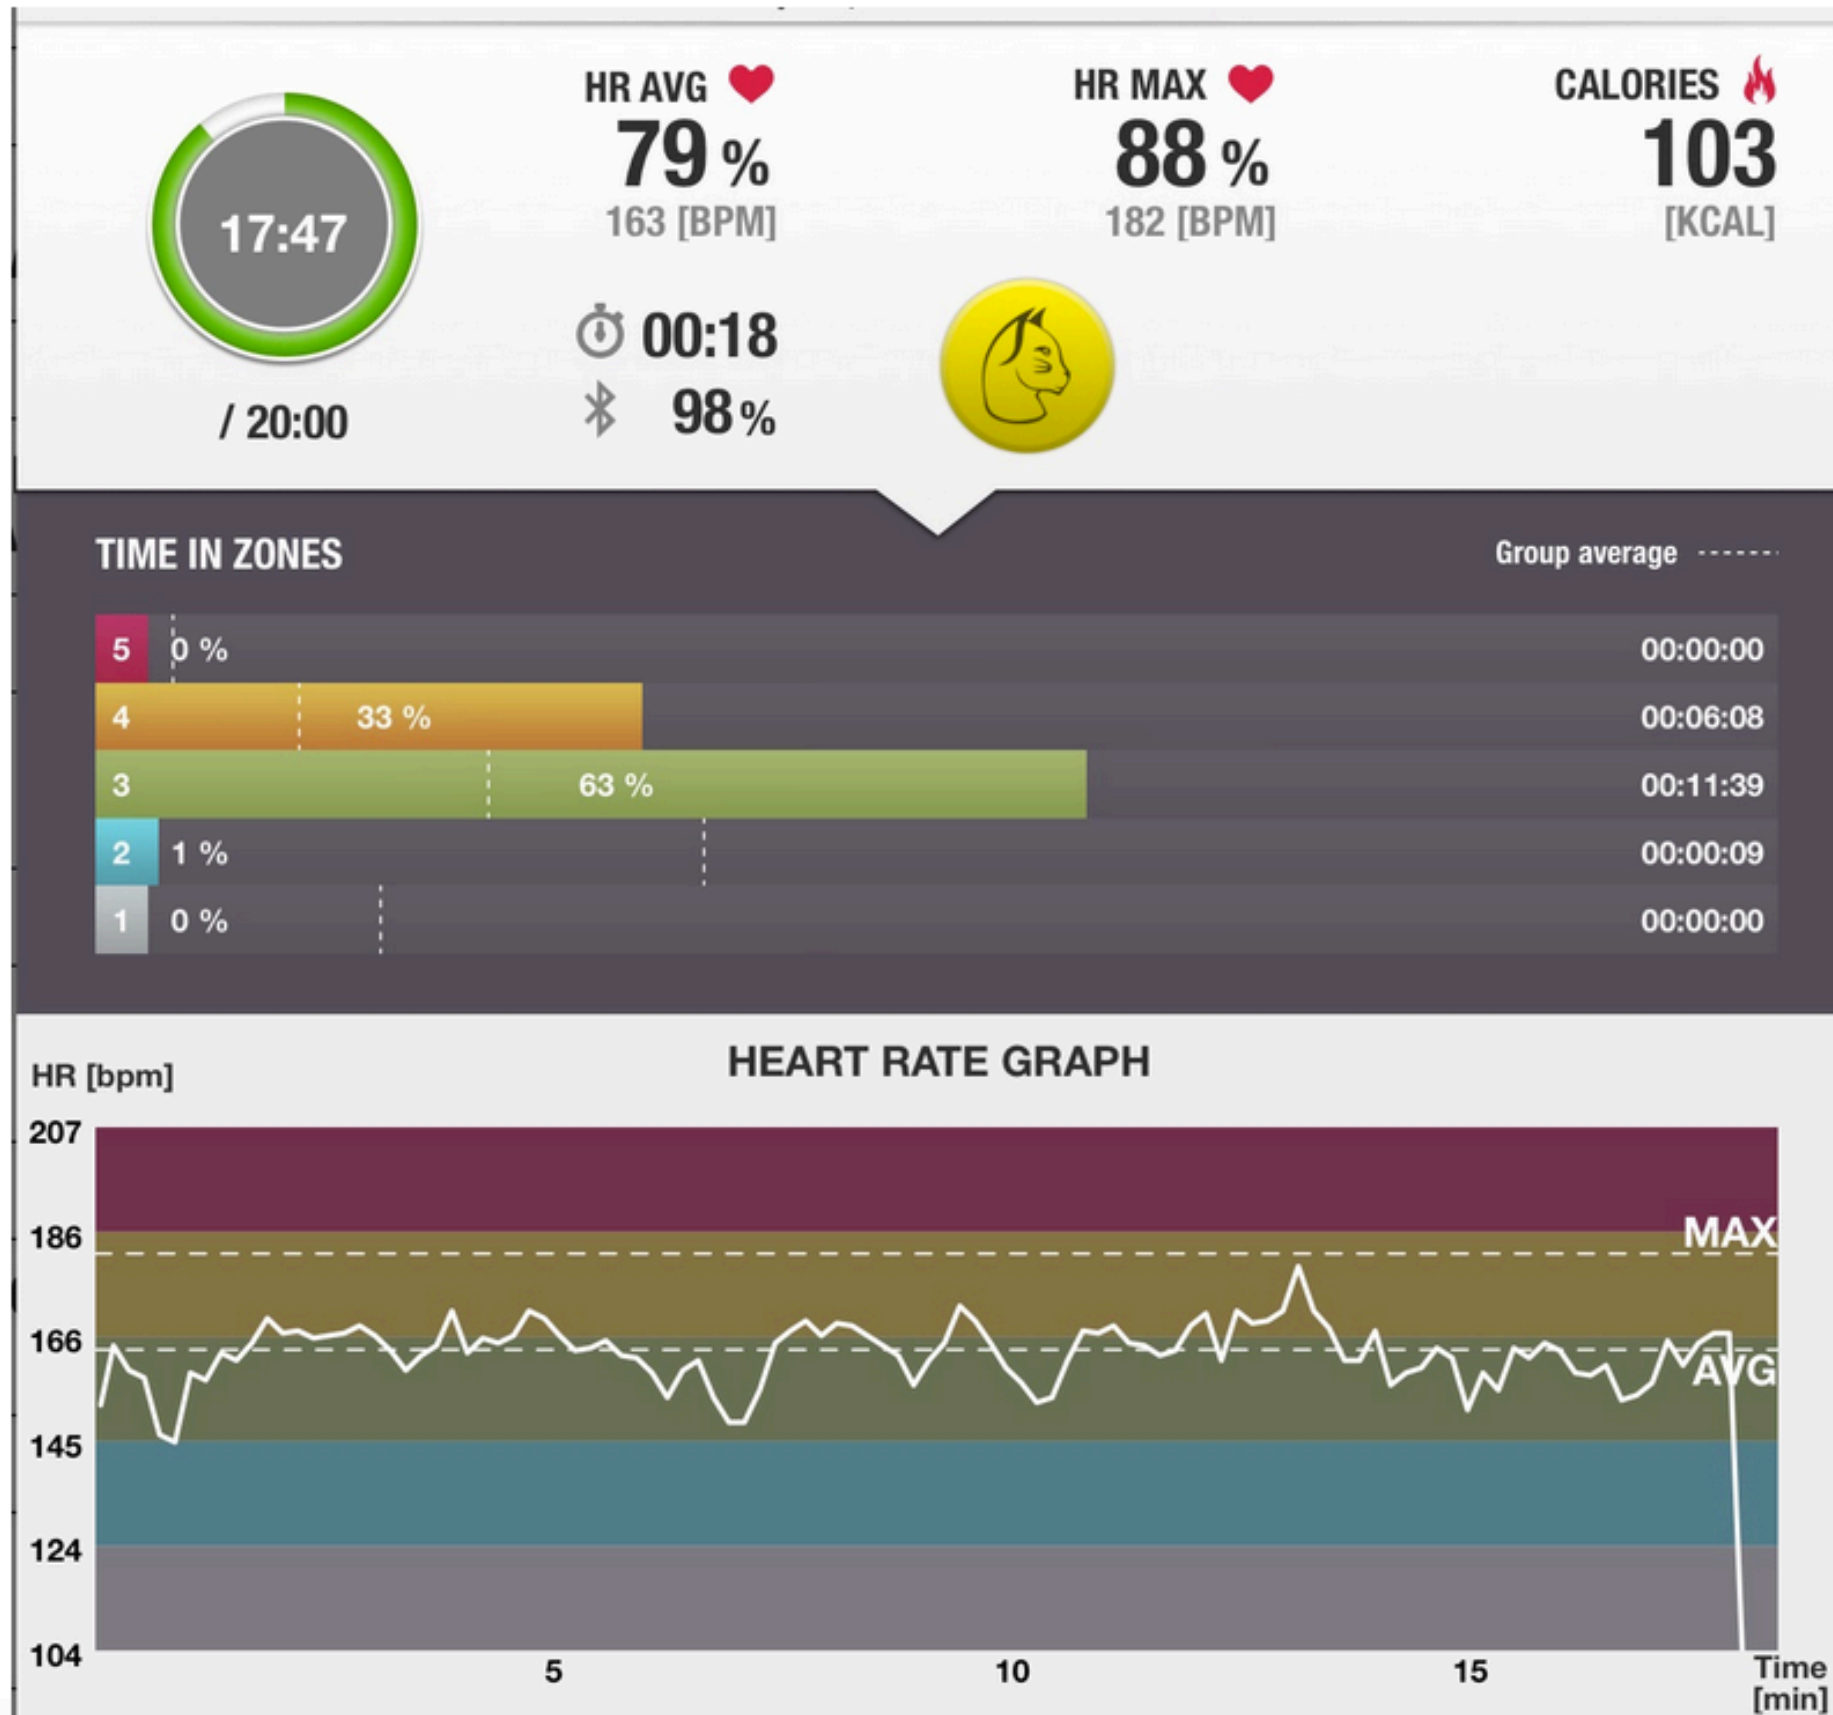 HR AVG
HR MAX
CALORIES
79 %
88 %
103
163 [BPM]
182 [BPM]
[KCAL]
17:47
/ 20:00
00:18
98%
TIME IN ZONES
Group average
5 0 % 00:00:00
4 33 % 00:06:08
3 63 % 00:11:39
2 1 % 00:00:09
1 0 % 00:00:00
HEART RATE GRAPH
HR [bpm]
207
186
MAX
166
AVG
145
124
104
5 10 15
Time
[min]